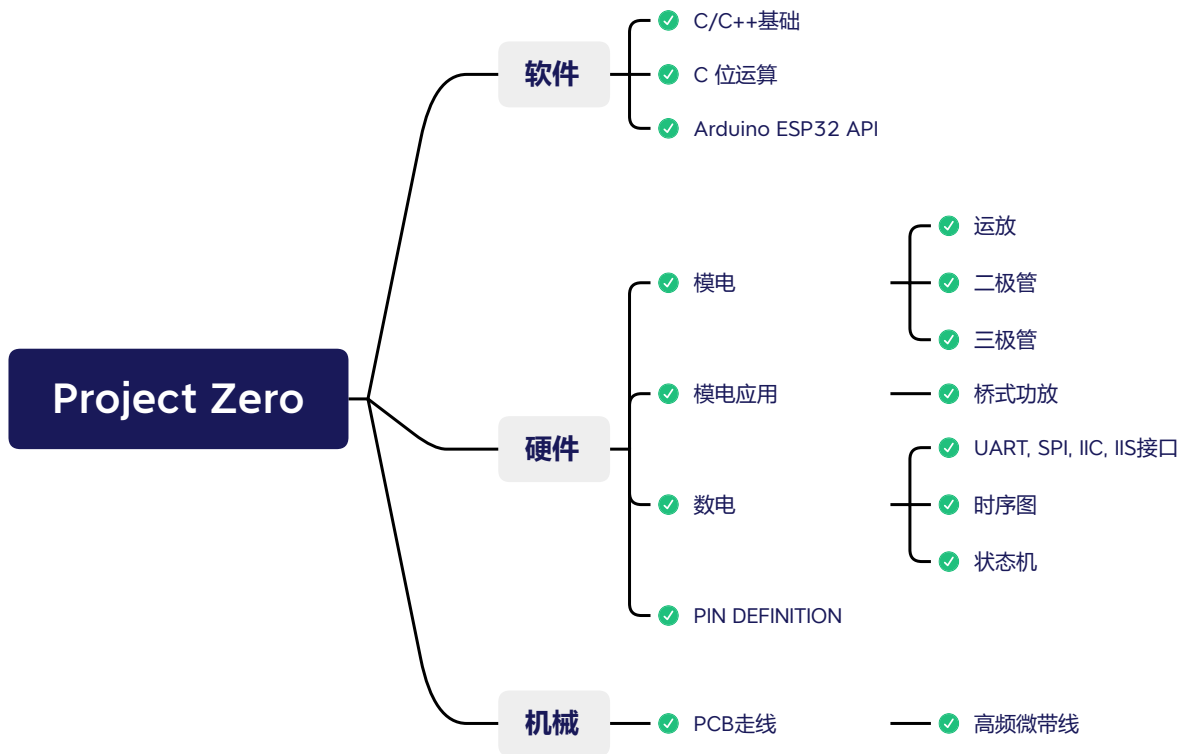 Project Zero
软件
C/C++基础
C 位运算
Arduino ESP32 API
硬件
模电
运放
二极管
三极管
模电应用
桥式功放
数电
UART, SPI, IIC, IIS接口
时序图
状态机
PIN DEFINITION
机械
PCB走线
高频微带线